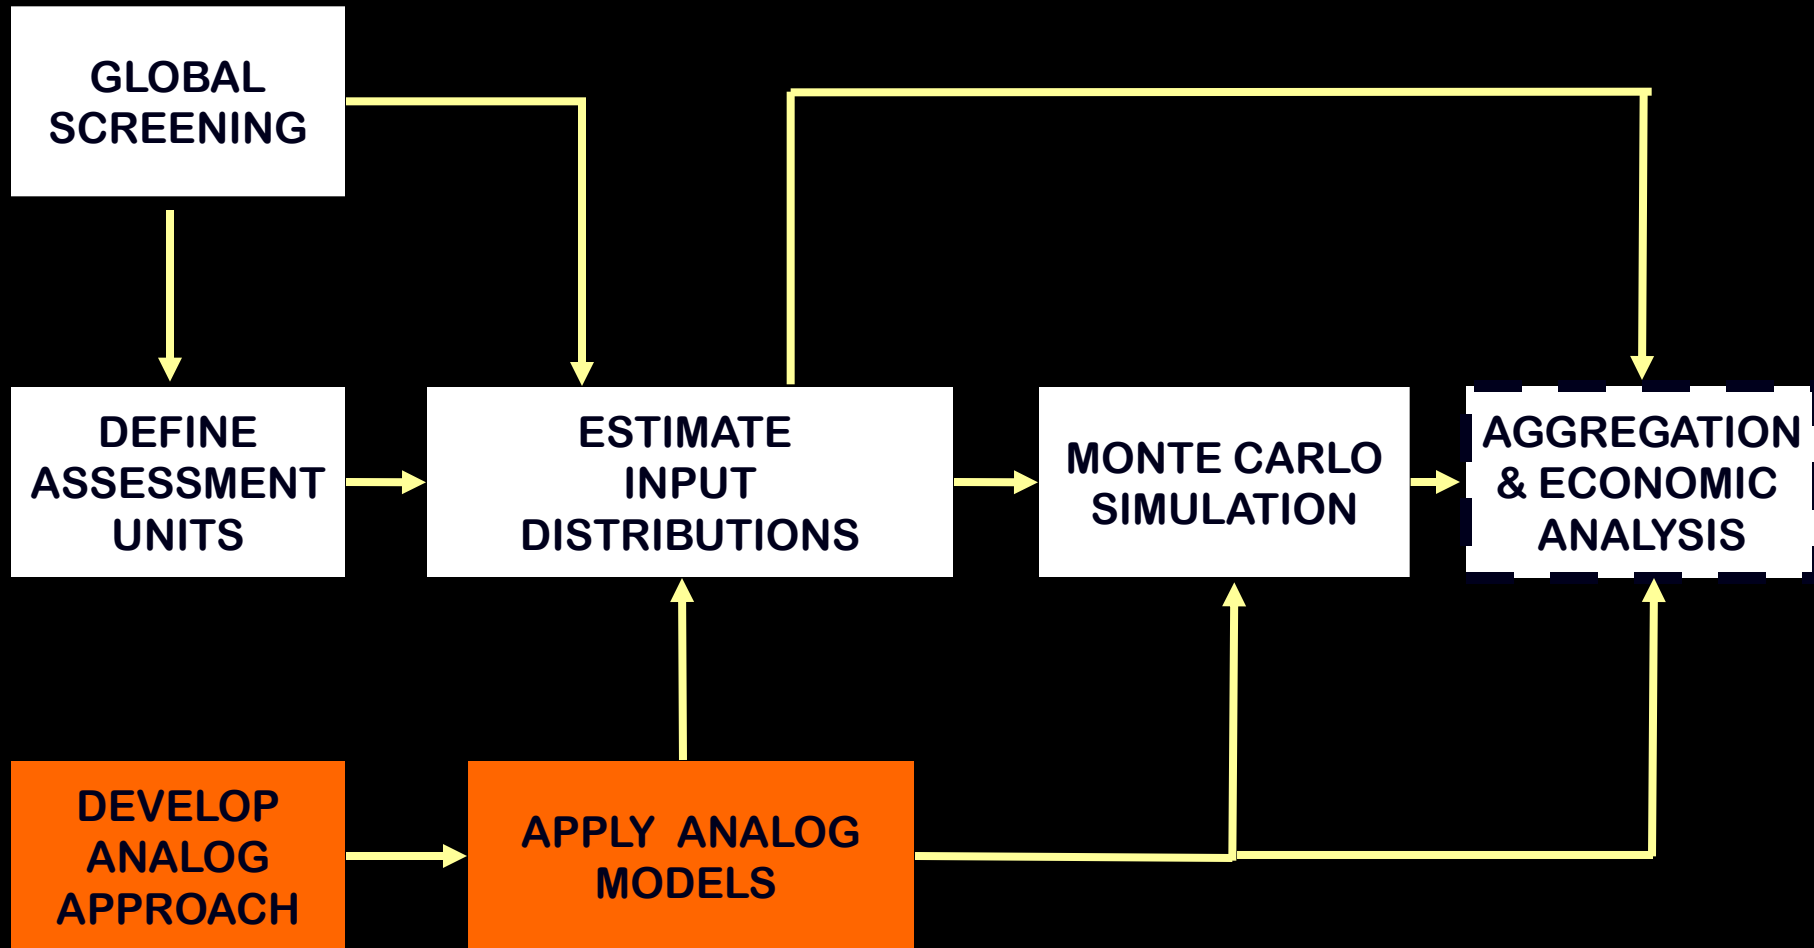 GLOBAL
SCREENING
DEFINE
ASSESSMENT
UNITS
ESTIMATE
INPUT
DISTRIBUTIONS
MONTE CARLO
SIMULATION
AGGREGATION
& ECONOMIC
ANALYSIS
DEVELOP
ANALOG
APPROACH
APPLY ANALOG
MODELS